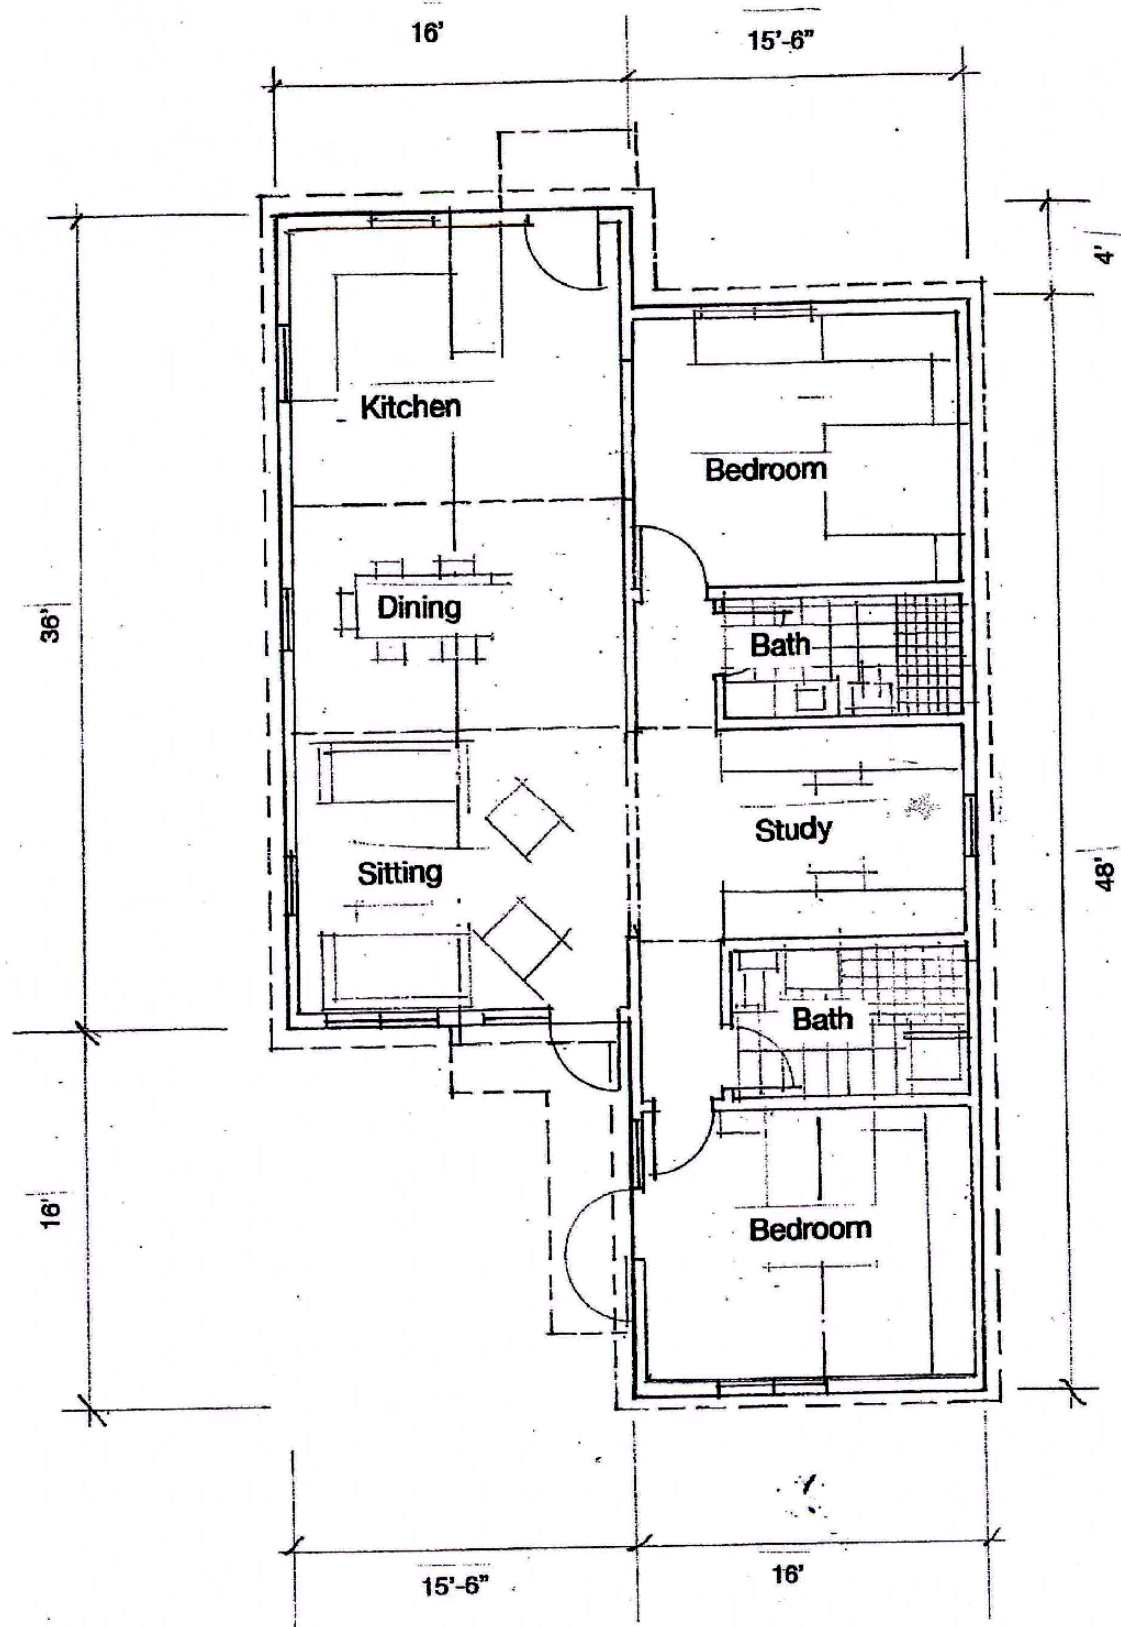 16'
15'-6"
4'
Kitchen
Bedroom
36'
Dining
Bath
Study
Sitting
48'
Bath
16'
Bedroom
15'-6"
16'